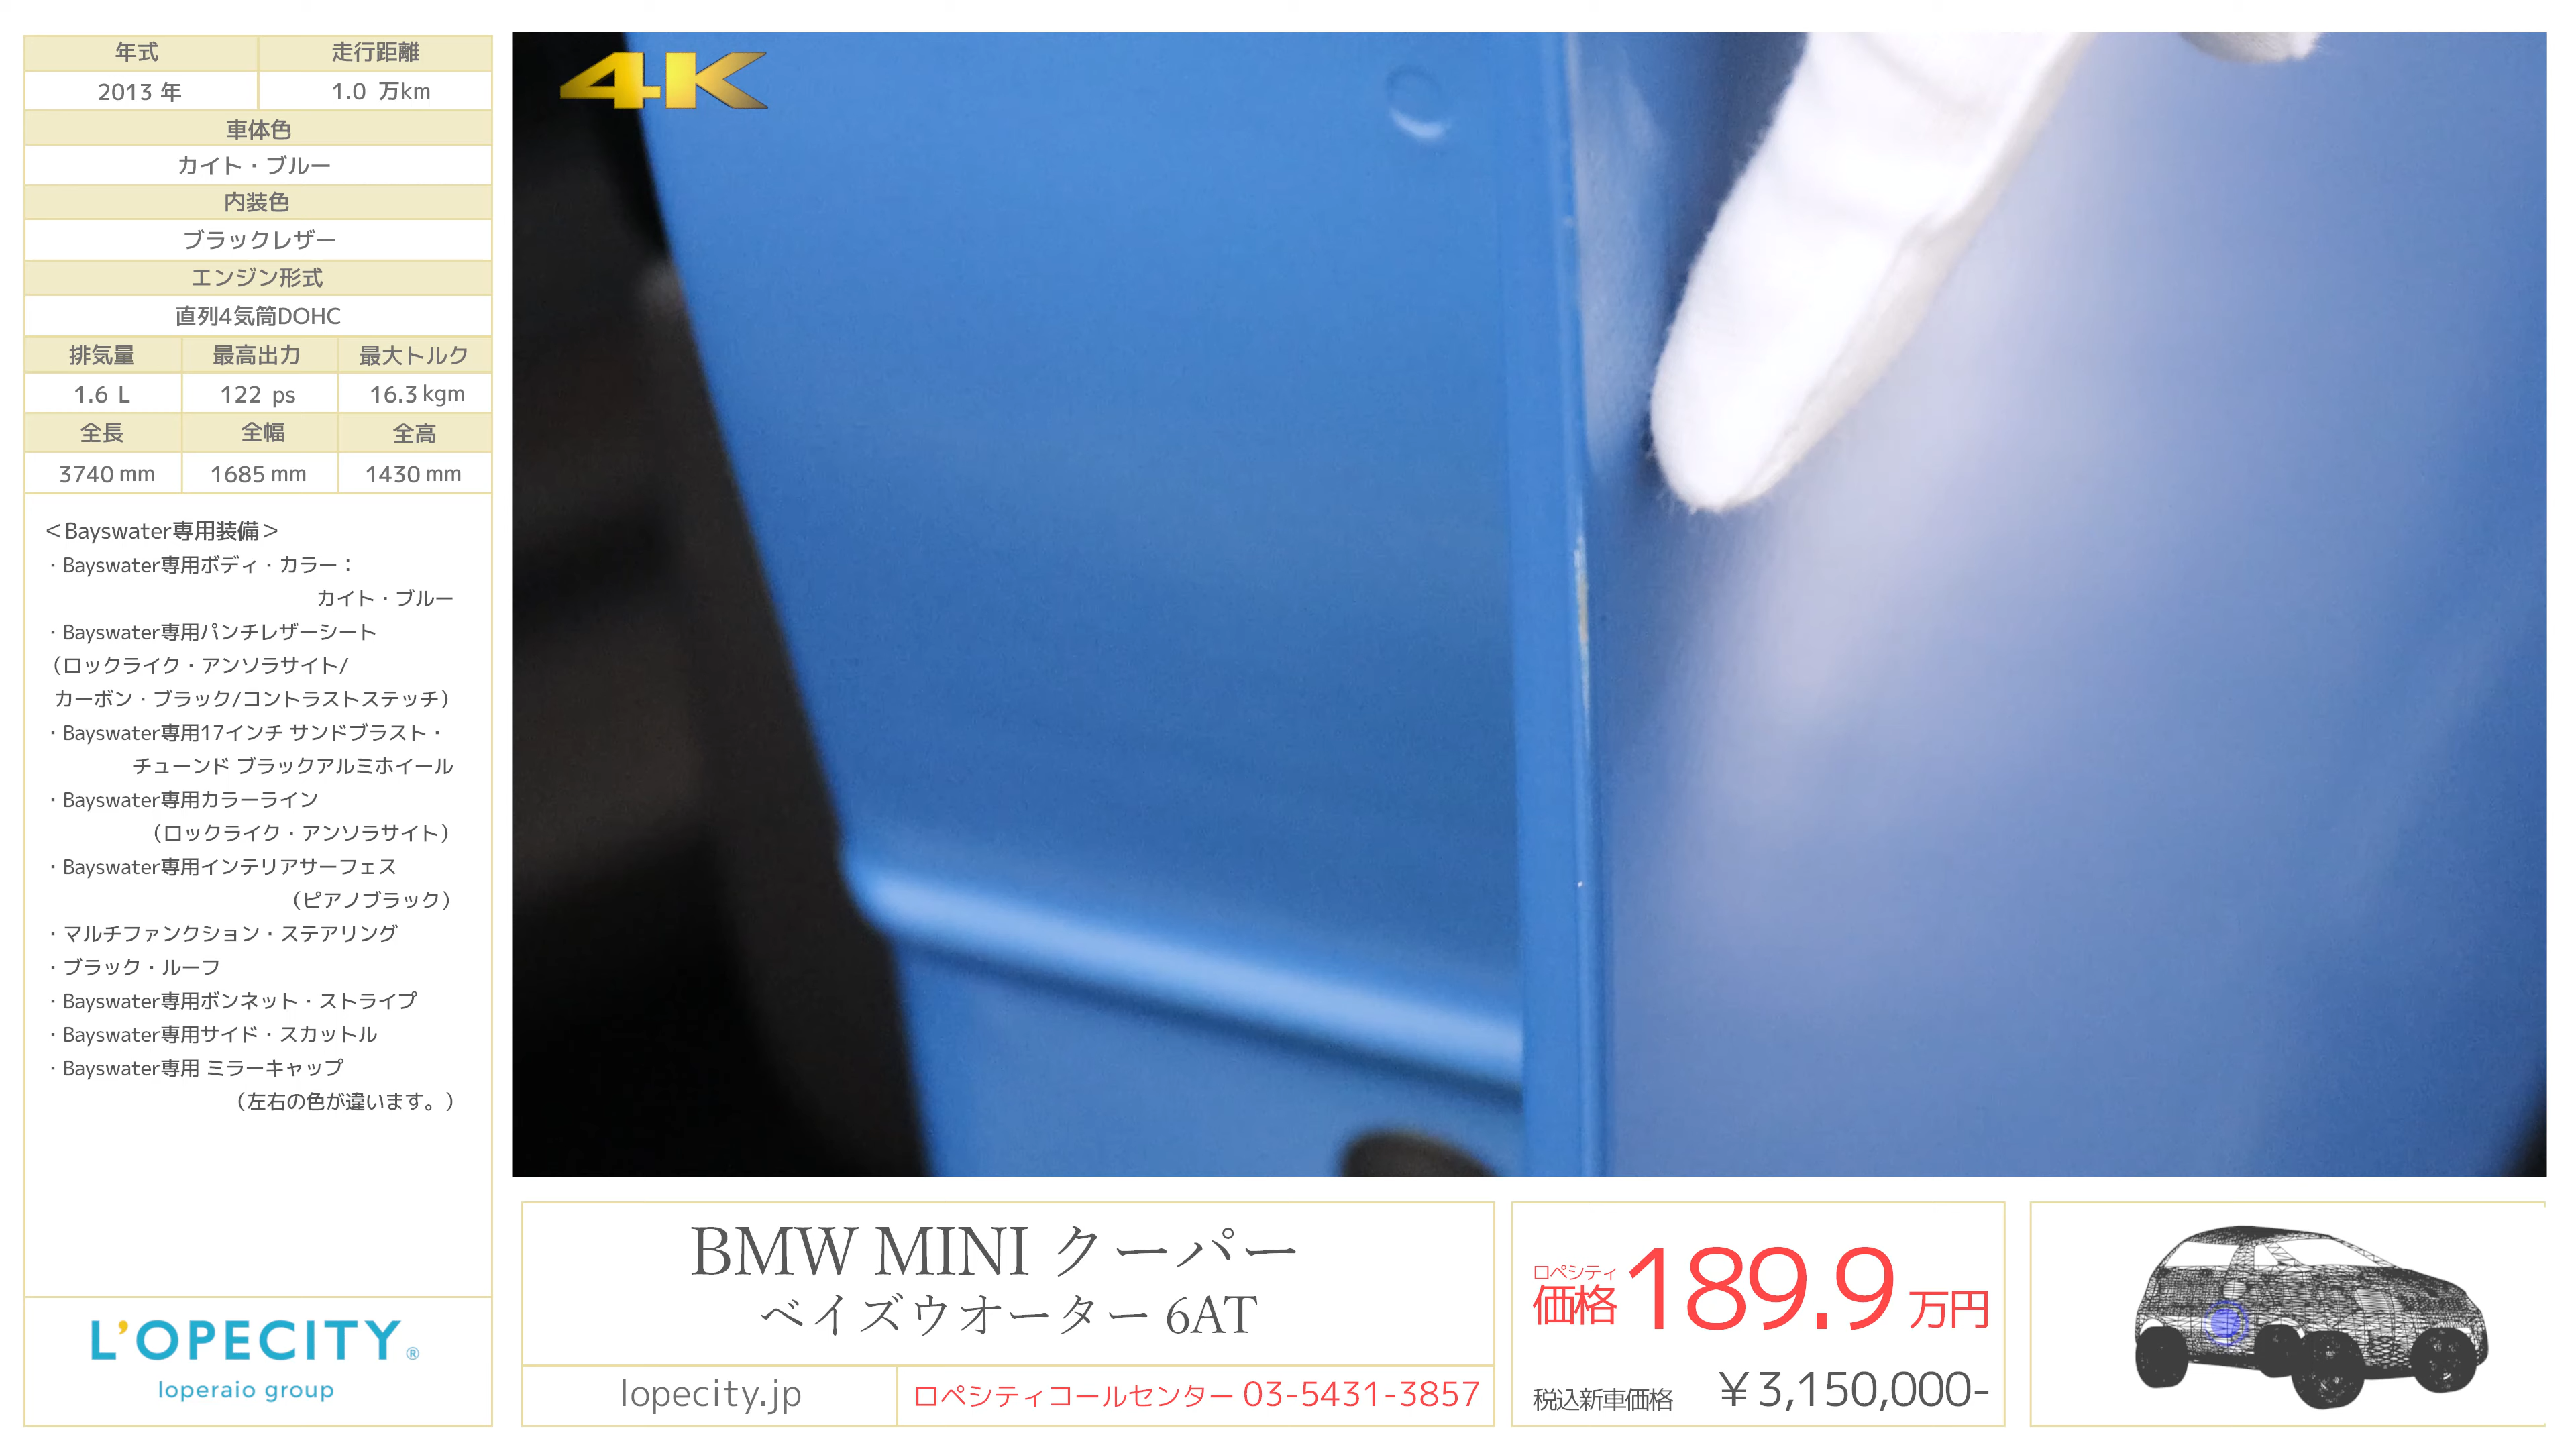 年式 走行距離
2013 年 1.0 万km
車体色
カイト・ブルー
内装色
ブラックレザー
エンジン形式
直列4気筒DOHC
排気量 最高出力 最大トルク
1.6 L 122 ps 16.3 kgm
全長 全幅 全高
3740 mm 1685 mm 1430 mm
＜Bayswater専用装備＞
・Bayswater専用ボディ・カラー：
カイト・ブルー
・Bayswater専用パンチレザーシート
（ロックライク・アンソラサイト/
カーボン・ブラック/コントラストステッチ）
・Bayswater専用17インチ サンドブラスト・
チューンド ブラックアルミホイール
・Bayswater専用カラーライン
（ロックライク・アンソラサイト）
・Bayswater専用インテリアサーフェス
（ピアノブラック）
・マルチファンクション・ステアリング
・ブラック・ルーフ
・Bayswater専用ボンネット・ストライプ
・Bayswater専用サイド・スカットル
・Bayswater専用 ミラーキャップ
（左右の色が違います。）
L'OPECITY®
loperaio group
4K
BMW MINI クーパー
ベイズウオーター 6AT
lopecity.jp ロペシティコールセンター 03-5431-3857
ロペシティ
価格 189.9 万円
税込新車価格 ￥3,150,000-